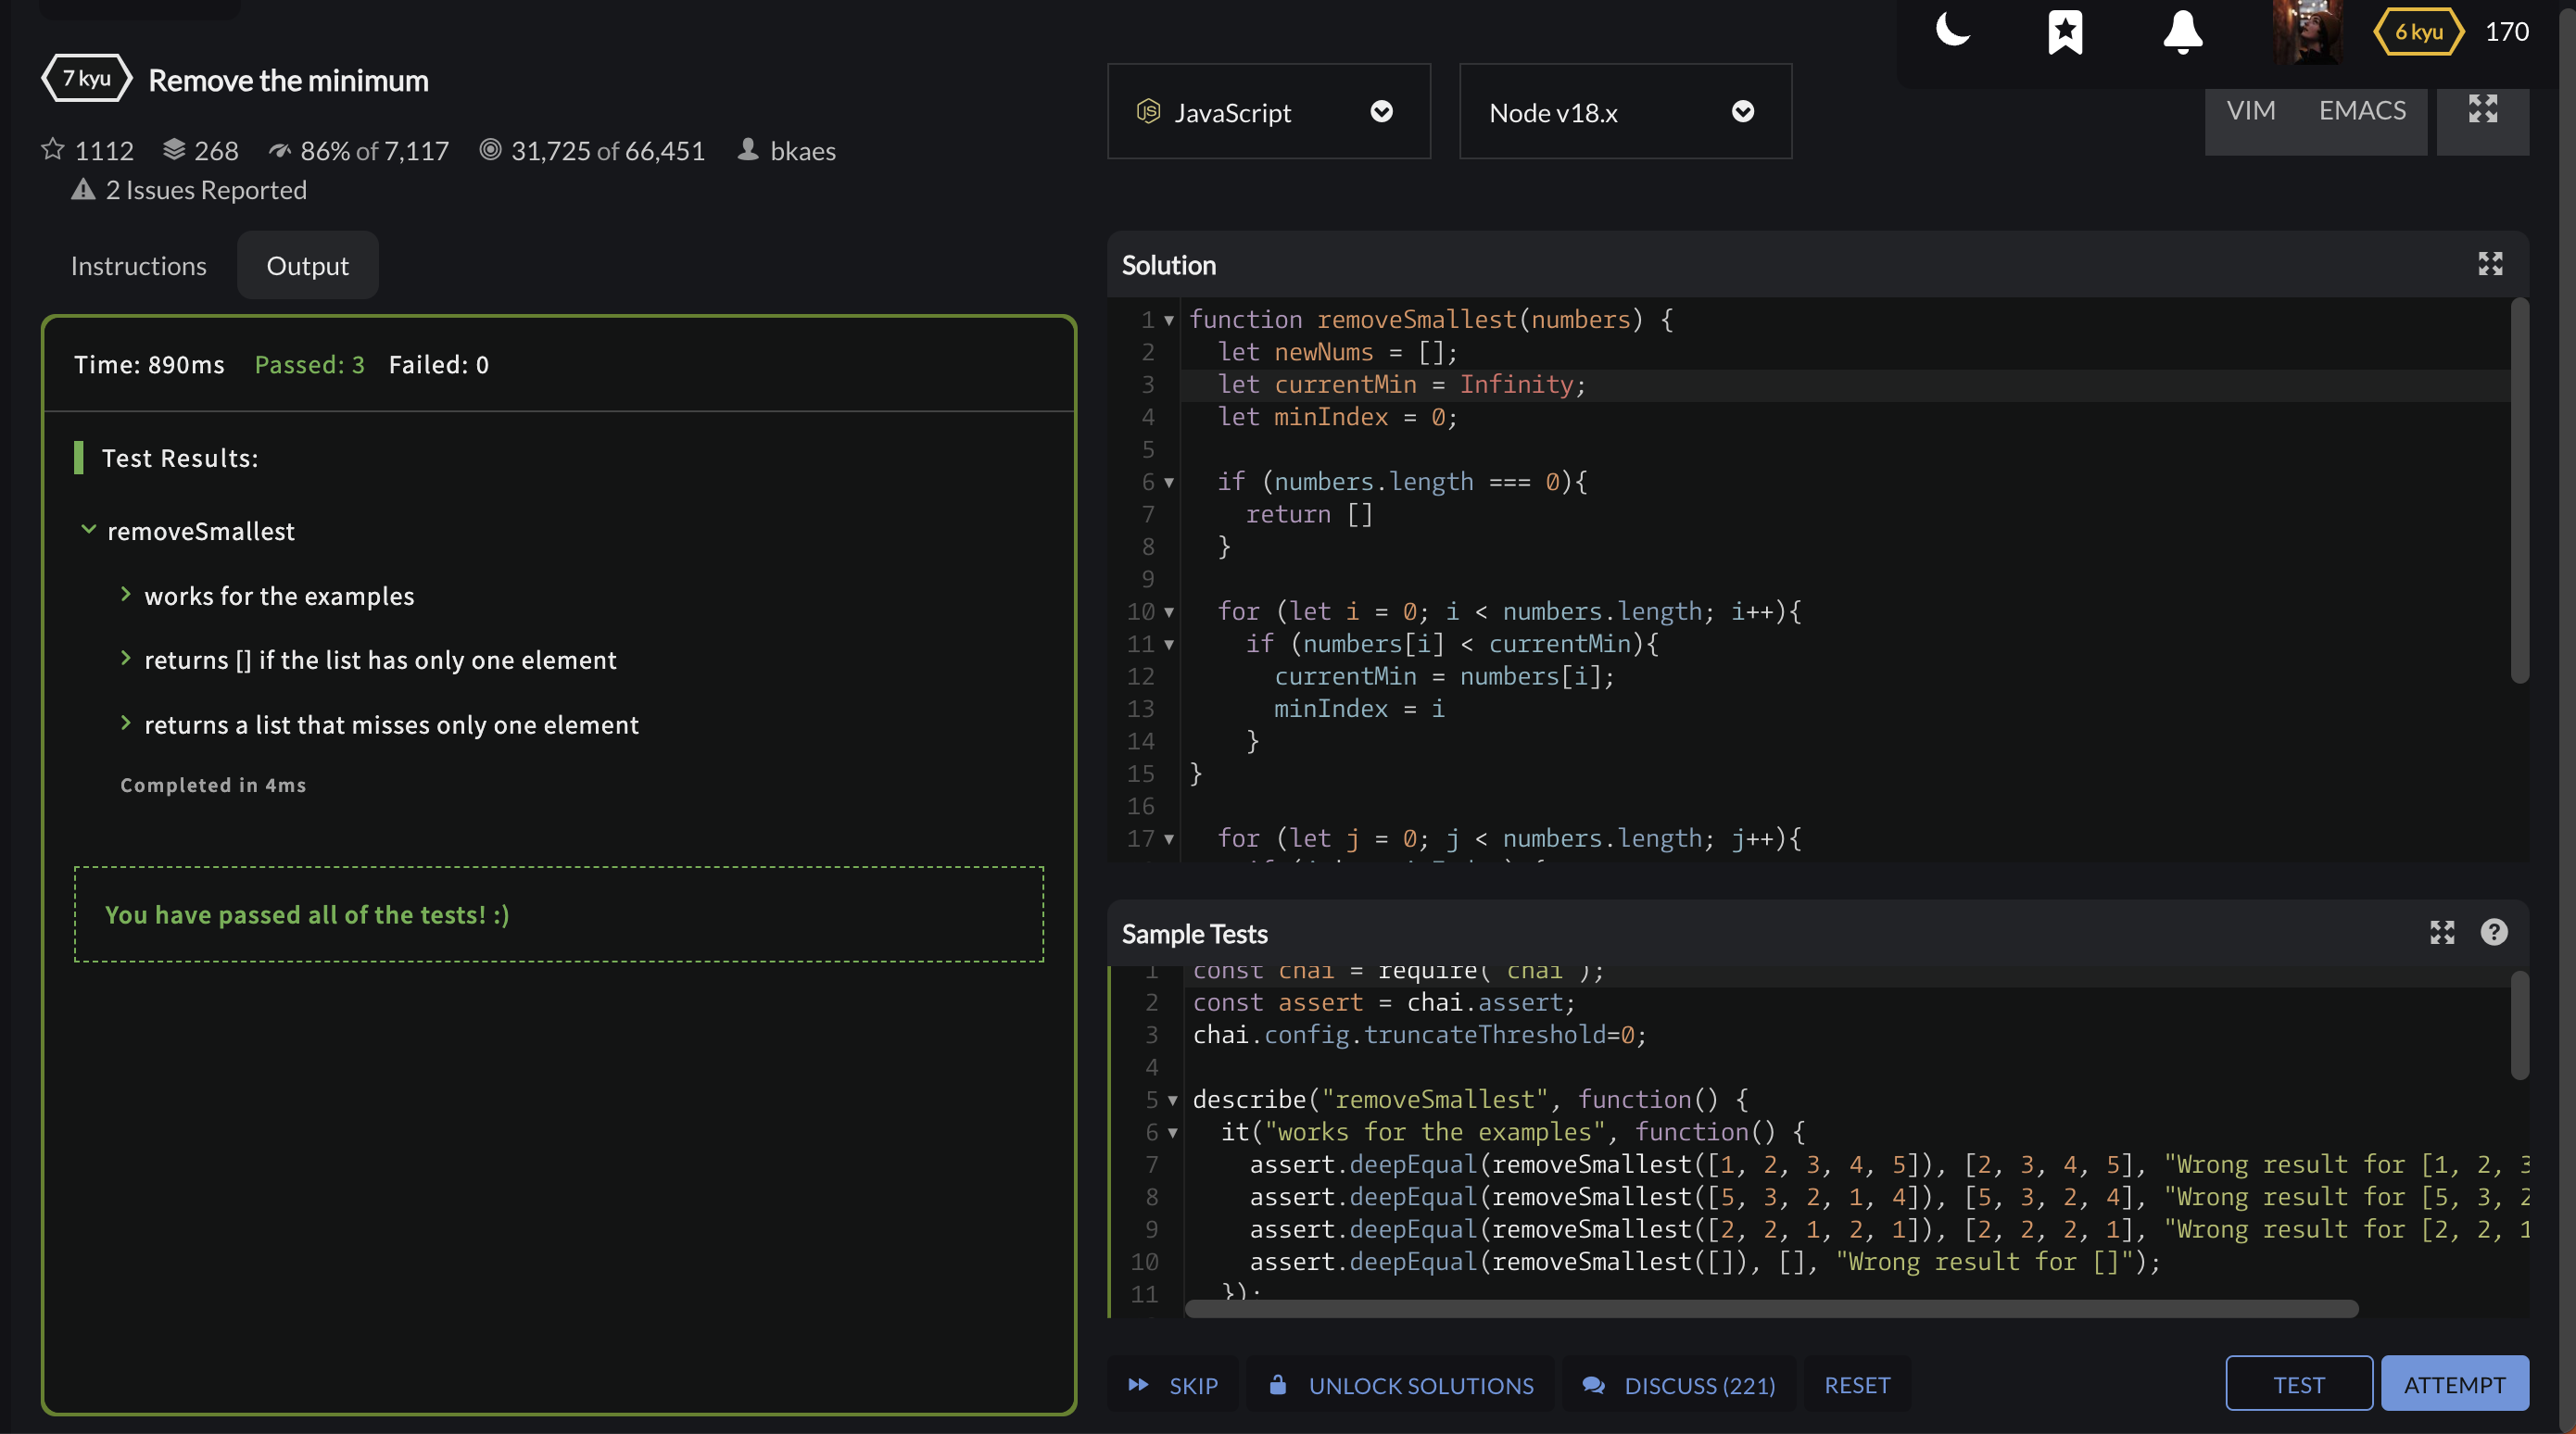 6 kyu 170
7 kyu Remove the minimum
1112 268 86% of 7,117 31,725 of 66,451 bkaes
2 Issues Reported
JavaScript
Node v18.x
VIM EMACS
Instructions Output
Time: 890ms Passed: 3 Failed: 0
Test Results:
removeSmallest
works for the examples
returns [] if the list has only one element
returns a list that misses only one element
Completed in 4ms
You have passed all of the tests! :)
Solution
1 function removeSmallest(numbers) {
2 let newNums = [];
3 let currentMin = Infinity;
4 let minIndex = 0;
5
6 if (numbers.length === 0){
7 return []
8 }
9
10 for (let i = 0; i < numbers.length; i++){
11 if (numbers[i] < currentMin){
12 currentMin = numbers[i];
13 minIndex = i
14 }
15 }
16
17 for (let j = 0; j < numbers.length; j++){
Sample Tests
1 const chai = require( chai );
2 const assert = chai.assert;
3 chai.config.truncateThreshold=0;
4
5 describe("removeSmallest", function() {
6 it("works for the examples", function() {
7 assert.deepEqual(removeSmallest([1, 2, 3, 4, 5]), [2, 3, 4, 5], "Wrong result for [1, 2, 3
8 assert.deepEqual(removeSmallest([5, 3, 2, 1, 4]), [5, 3, 2, 4], "Wrong result for [5, 3, 2
9 assert.deepEqual(removeSmallest([2, 2, 1, 2, 1]), [2, 2, 2, 1], "Wrong result for [2, 2, 1
10 assert.deepEqual(removeSmallest([]), [], "Wrong result for []");
11 });
SKIP UNLOCK SOLUTIONS DISCUSS (221) RESET TEST ATTEMPT